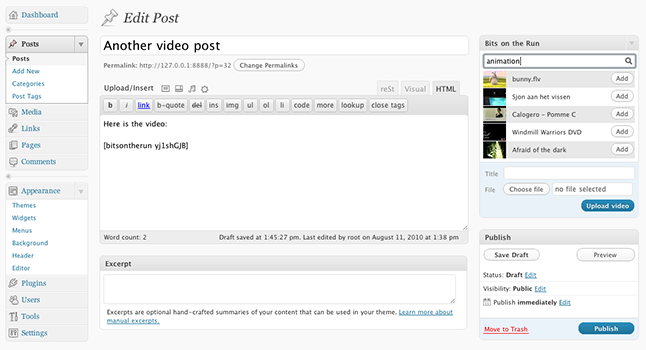 Dashboard
Posts
Posts
Add New
Categories
Post Tags
Media
Links
Pages
Comments
Appearance
Themes
Widgets
Menus
Background
Header
Editor
Plugins
Users
Tools
Settings
Edit Post
Another video post
Permalink: http://127.0.0.1:8888/?p=32 Change Permalinks
Upload/Insert reSt Visual HTML
b i link b-quote del ins img ul ol li code more lookup close tags
Here is the video:
[bitsontherun yj1shGJB]
Word count: 2 Draft saved at 1:45:27 pm. Last edited by root on August 11, 2010 at 1:38 pm
Excerpt
Excerpts are optional hand-crafted summaries of your content that can be used in your theme. Learn more about
manual excerpts.
Bits on the Run
animation
bunny.flv Add
Sjon aan het vissen Add
Calogero - Pomme C Add
Windmill Warriors DVD Add
Afraid of the dark Add
Title
File Choose file no file selected
Upload video
Publish
Save Draft Preview
Status: Draft Edit
Visibility: Public Edit
Publish immediately Edit
Move to Trash Publish